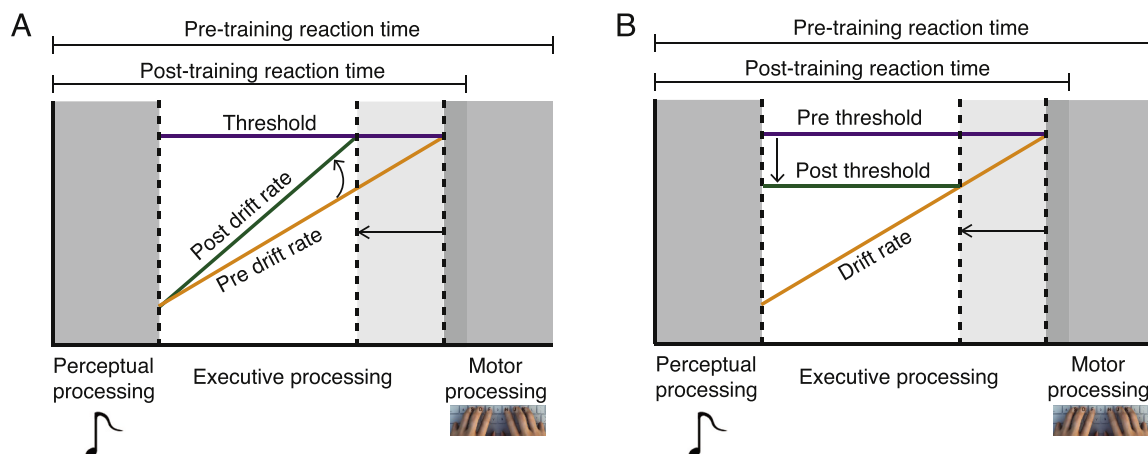 A
Pre-training reaction time
Post-training reaction time
Threshold
Post drift rate
Pre drift rate
Perceptual
processing
Executive processing
Motor
processing
B
Pre-training reaction time
Post-training reaction time
Pre threshold
Post threshold
Drift rate
Perceptual
processing
Executive processing
Motor
processing